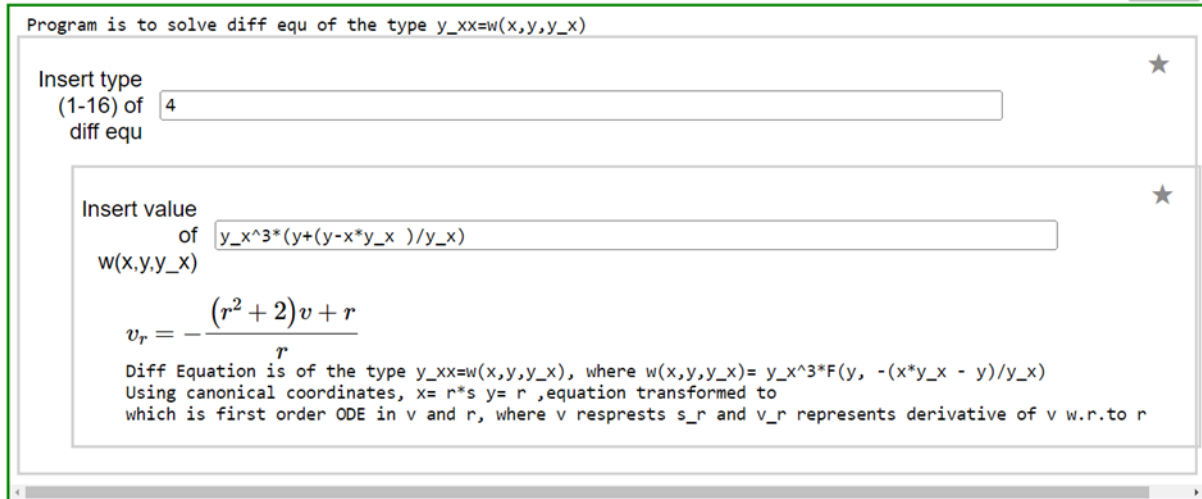 Program is to solve diff equ of the type y_xx=w(x,y,y_x)
Insert type
(1-16) of
diff equ
4
Insert value
of
w(x,y,y_x)
y_x^3*(y+(y-x*y_x )/y_x)
v_r = -((r^2 + 2)v + r)/r
Diff Equation is of the type y_xx=w(x,y,y_x), where w(x,y,y_x)= y_x^3*F(y, -(x*y_x - y)/y_x)
Using canonical coordinates, x= r*s y= r ,equation transformed to
which is first order ODE in v and r, where v resprests s_r and v_r represents derivative of v w.r.to r